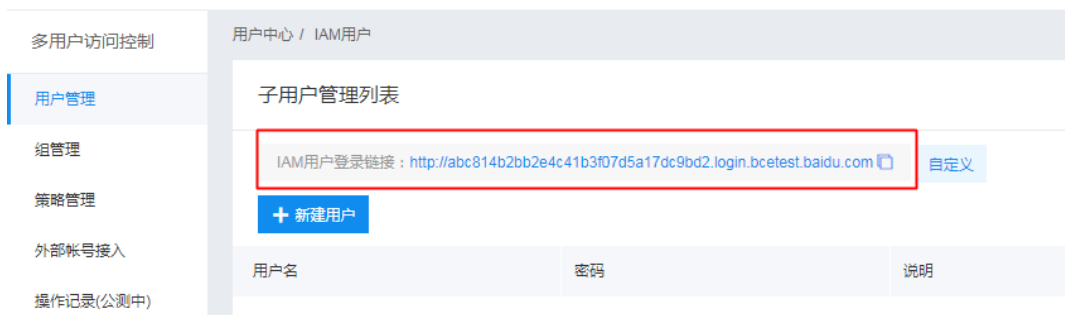 多用户访问控制
用户管理
组管理
策略管理
外部帐号接入
操作记录(公测中)
用户中心 / IAM用户
子用户管理列表
IAM用户登录链接：http://abc814b2bb2e4c41b3f07d5a17dc9bd2.login.bcetest.baidu.com 自定义
+ 新建用户
用户名 密码 说明